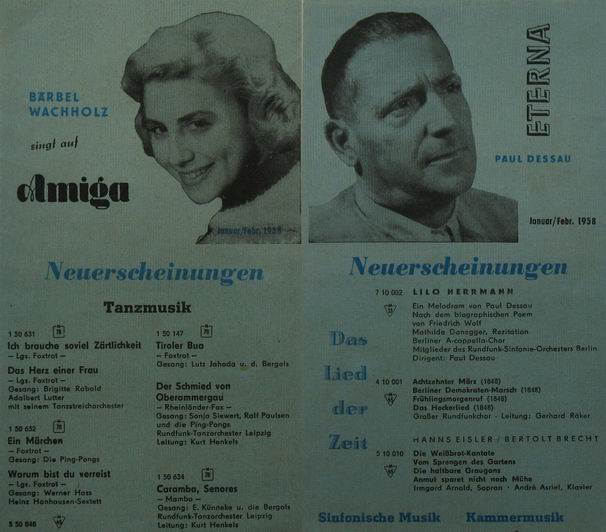 BÄRBEL
WACHHOLZ
singt auf
Amiga
Januar/Febr. 1958
Neuerscheinungen
Tanzmusik
1 50 631 78
Ich brauche soviel Zärtlichkeit
— Lgs. Foxtrot —
Das Herz einer Frau
— Lgs. Foxtrot —
Gesang: Brigitte Rabald
Adalbert Lutter
mit seinem Tanzstreichorchester
1 50 632 78
Ein Märchen
— Foxtrot —
Gesang: Die Ping-Pongs
Warum bist du verreist
— Lgs. Foxtrot —
Gesang: Werner Hass
Heinz Hanhausen-Sextett
5 50 048
1 50 147 78
Tiroler Bua
— Foxtrot —
Gesang: Lutz Jahoda u. d. Bergols
Der Schmied von
Oberammergau
— Rheinländer-Fox —
Gesang: Sonja Siewert, Rolf Paulsen
und die Ping-Pongs
Rundfunk-Tanzorchester Leipzig
Leitung: Kurt Henkels
1 50 634 78
Caramba, Senores
— Mambo —
Gesang: E. Künneke u. die Bergols
Rundfunk-Tanzorchester Leipzig
Leitung: Kurt Henkels
ETERNA
PAUL DESSAU
Januar/Febr. 1958
Neuerscheinungen
Das
Lied
der
Zeit
7 10 002 LILO HERRMANN
Ein Melodram von Paul Dessau
Nach dem biographischen Poem
von Friedrich Wolf
Mathilde Danegger, Rezitation
Berliner A-cappella-Chor
Mitglieder des Rundfunk-Sinfonie-Orchesters Berlin
Dirigent: Paul Dessau
4 10 001 Achtzehnter März (1848)
Berliner Demokraten-Marsch (1848)
Frühlingsmorgenruf (1848)
Das Heckerlied (1848)
Großer Rundfunkchor - Leitung: Gerhard Räker
HANNS EISLER / BERTOLT BRECHT
5 10 010 Die Weißbrot-Kantate
Vom Sprengen des Gartens
Die haltbare Graugans
Anmut sparet nicht noch Mühe
Irmgard Arnold, Sopran · André Asriel, Klavier
Sinfonische Musik Kammermusik